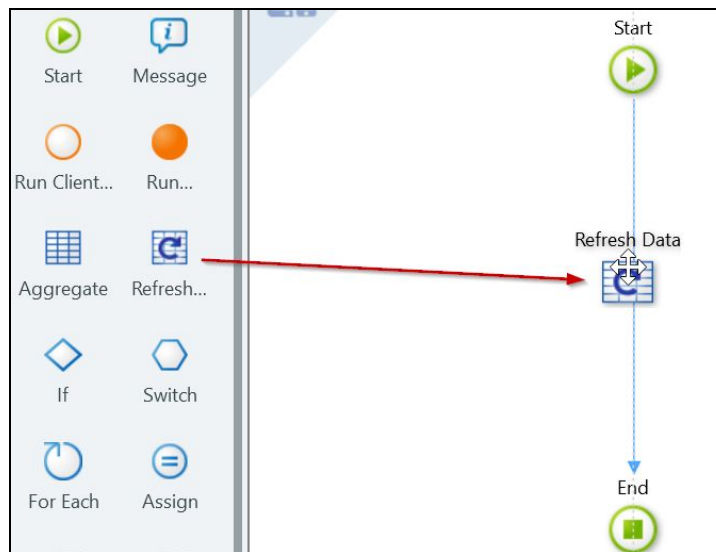 Start
Message
Run Client...
Run...
Aggregate
Refresh...
If
Switch
For Each
Assign
Start
Refresh Data
End